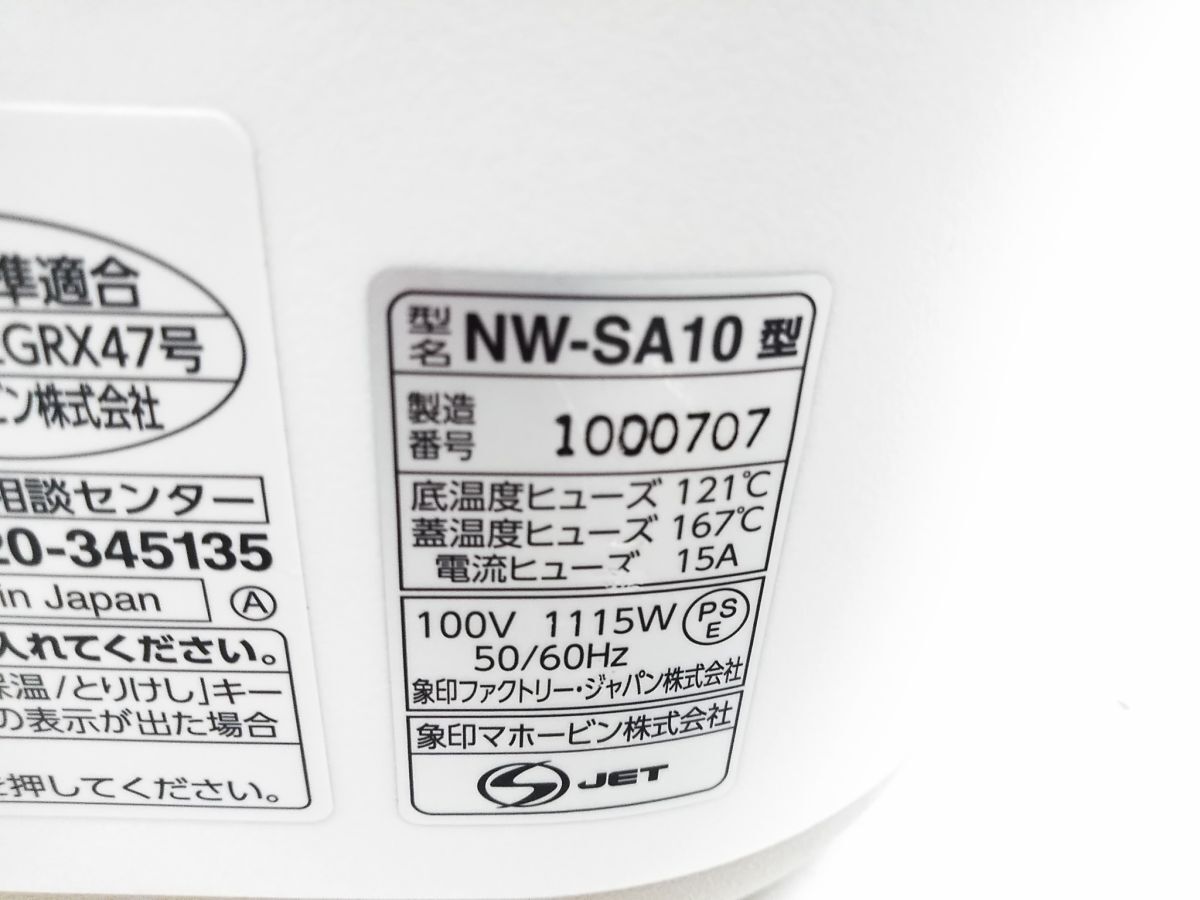 準適合
LGRX47号
ビン株式会社
相談センター
20-345135
in Japan
A
入れてください。
保温/とりけし」キー
の表示が出た場合
を押してください。
型名 NW-SA10 型
製造番号 1000707
底温度ヒューズ 121℃
蓋温度ヒューズ 167℃
電流ヒューズ 15A
100V 1115W PSE
50/60Hz
象印ファクトリー・ジャパン株式会社
象印マホービン株式会社
S JET